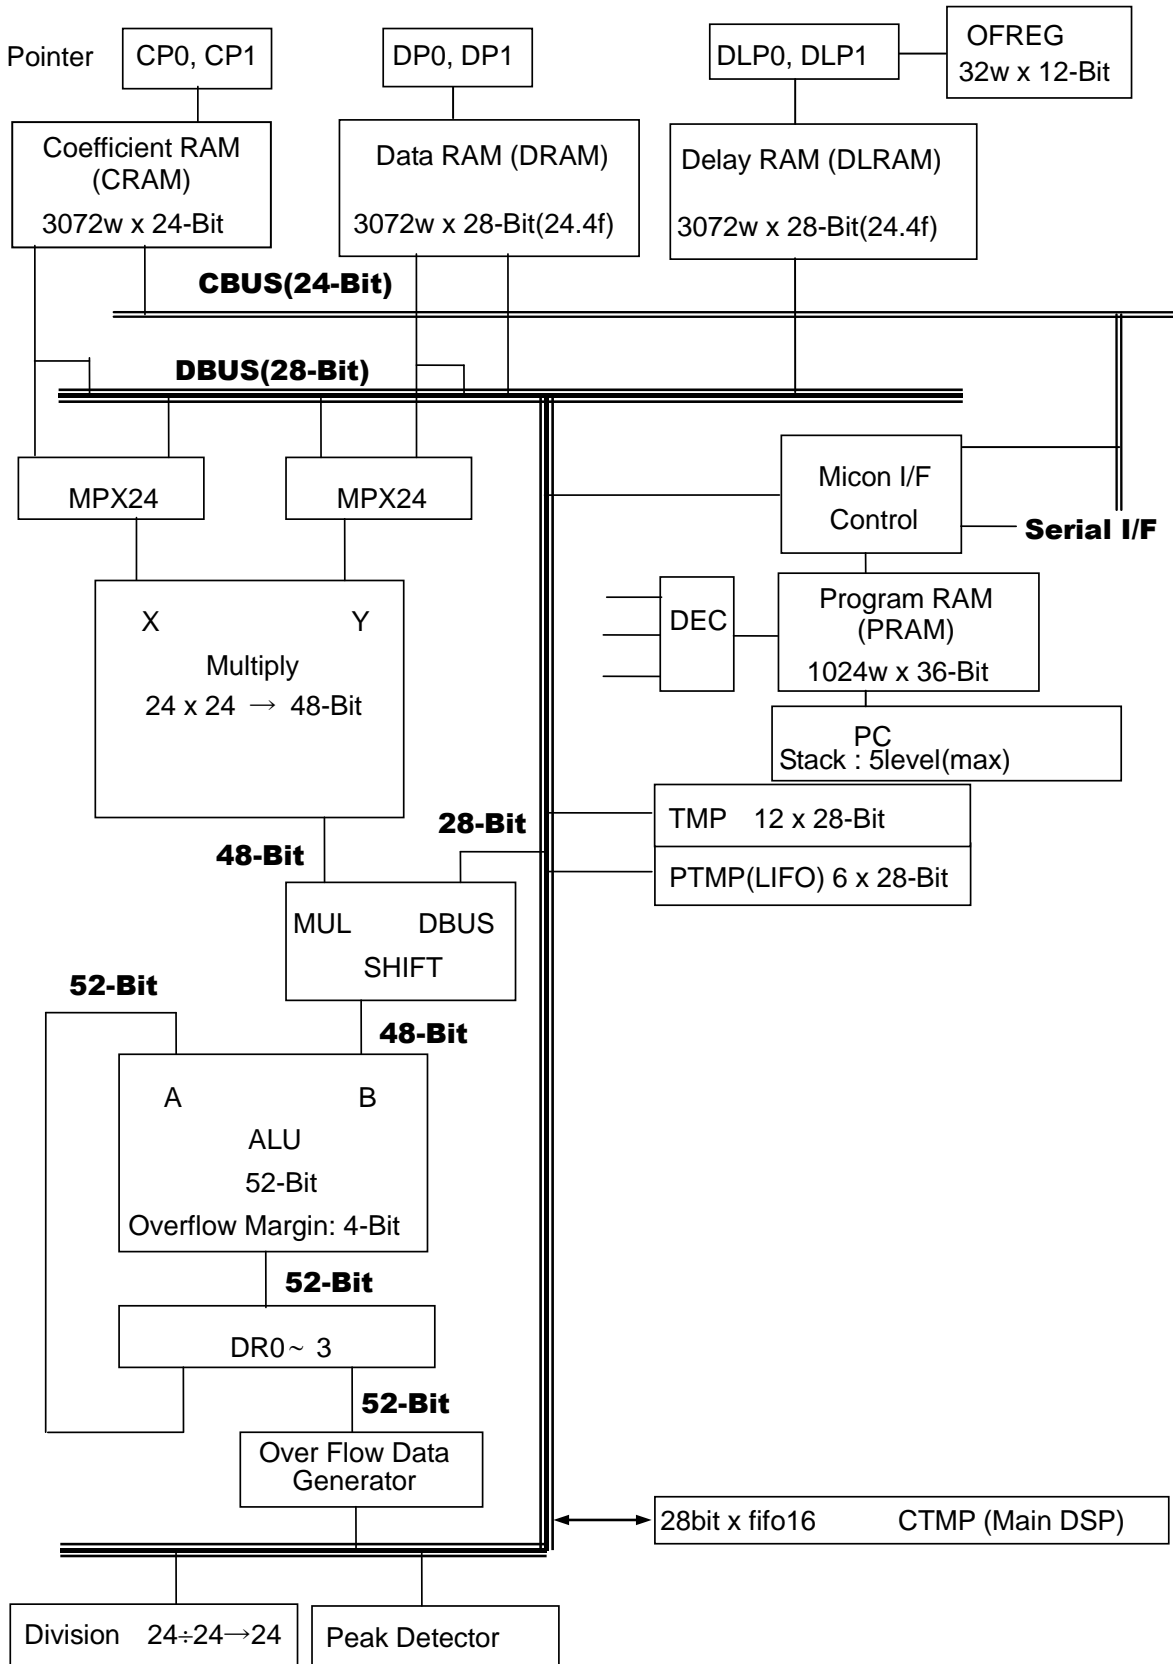 Pointer
CP0, CP1
DP0, DP1
DLP0, DLP1
OFREG
32w x 12-Bit
Coefficient RAM
(CRAM)
3072w x 24-Bit
Data RAM (DRAM)
3072w x 28-Bit(24.4f)
Delay RAM (DLRAM)
3072w x 28-Bit(24.4f)
CBUS(24-Bit)
DBUS(28-Bit)
MPX24
MPX24
Micon I/F
Control
Serial I/F
X Y
Multiply
24 x 24 → 48-Bit
DEC
Program RAM
(PRAM)
1024w x 36-Bit
PC
Stack : 5level(max)
TMP 12 x 28-Bit
PTMP(LIFO) 6 x 28-Bit
28-Bit
48-Bit
MUL DBUS
SHIFT
52-Bit
48-Bit
A B
ALU
52-Bit
Overflow Margin: 4-Bit
52-Bit
DR0~ 3
52-Bit
Over Flow Data
Generator
28bit x fifo16 CTMP (Main DSP)
Division 24÷24→24
Peak Detector